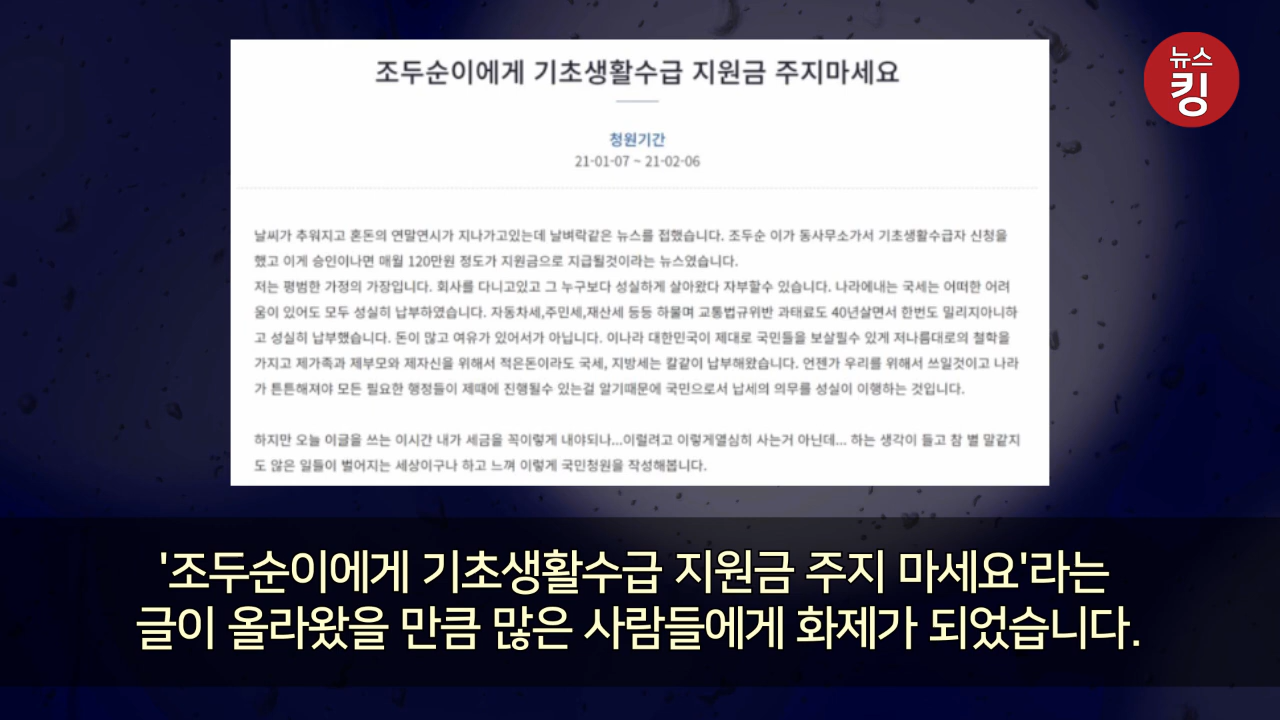 조두순이에게 기초생활수급 지원금 주지마세요
뉴스
킹
청원기간
21-01-07 ~ 21-02-06
날씨가 추워지고 혼돈의 연말연시가 지나가고있는데 날벼락같은 뉴스를 접했습니다. 조두순 이가 동사무소가서 기초생활수급자 신청을
했고 이게 승인이나면 매월 120만원 정도가 지원금으로 지급될것이라는 뉴스였습니다.
저는 평범한 가정의 가장입니다. 회사를 다니고있고 그 누구보다 성실하게 살아왔다 자부할수 있습니다. 나라에내는 국세는 어떠한 어려
움이 있어도 모두 성실히 납부하였습니다. 자동차세,주민세,재산세 등등 하물며 교통법규위반 과태료도 40년살면서 한번도 밀리지아니하
고 성실히 납부했습니다. 돈이 많고 여유가 있어서가 아닙니다. 이나라 대한민국이 제대로 국민들을 보살필수 있게 저나름대로의 철학을
가지고 제가족과 제부모와 제자신을 위해서 적은돈이라도 국세, 지방세는 칼같이 납부해왔습니다. 언젠가 우리를 위해서 쓰일것이고 나라
가 튼튼해져야 모든 필요한 행정들이 제때에 진행될수 있는걸 알기때문에 국민으로서 납세의 의무를 성실이 이행하는 것입니다.
하지만 오늘 이글을 쓰는 이시간 내가 세금을 꼭이렇게 내야되나...이럴려고 이렇게열심히 사는거 아닌데... 하는 생각이 들고 참 별 말같지
도 않은 일들이 벌어지는 세상이구나 하고 느껴 이렇게 국민청원을 작성해봅니다.
'조두순이에게 기초생활수급 지원금 주지 마세요'라는
글이 올라왔을 만큼 많은 사람들에게 화제가 되었습니다.